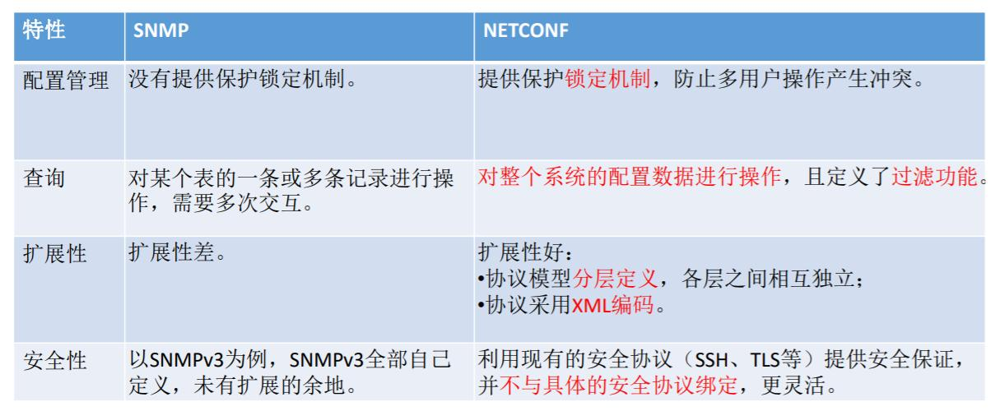 特性 SNMP NETCONF
配置管理 没有提供保护锁定机制。 提供保护锁定机制，防止多用户操作产生冲突。
查询 对某个表的一条或多条记录进行操 对整个系统的配置数据进行操作，且定义了过滤功能。
作，需要多次交互。
扩展性 扩展性差。 扩展性好：
•协议模型分层定义，各层之间相互独立；
•协议采用XML编码。
安全性 以SNMPv3为例，SNMPv3全部自己 利用现有的安全协议（SSH、TLS等）提供安全保证，
定义，未有扩展的余地。 并不与具体的安全协议绑定，更灵活。